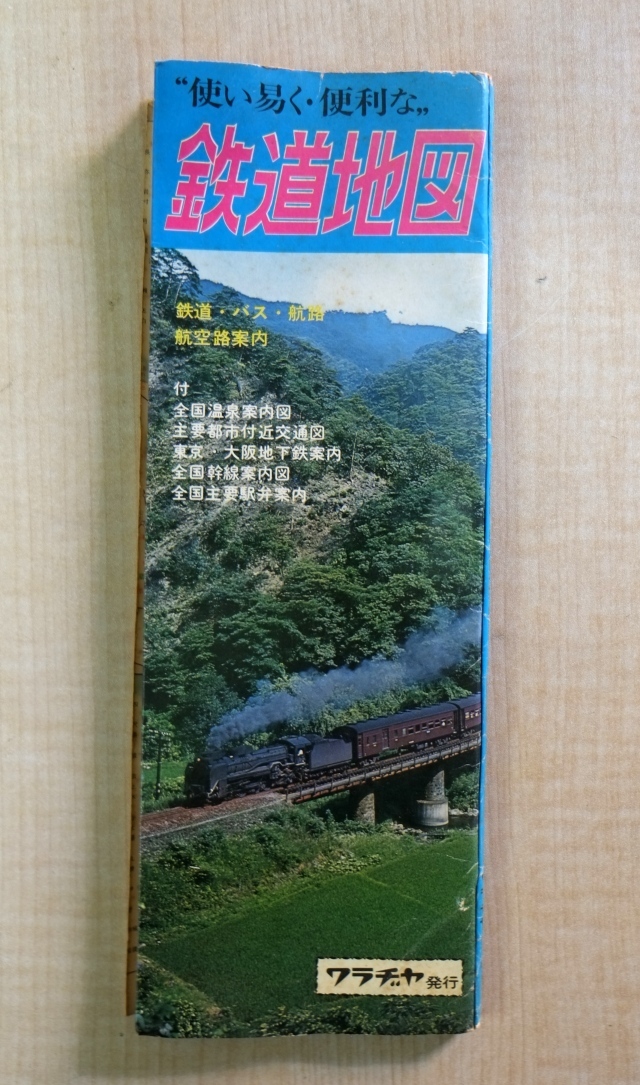 “使い易く・便利な„
鉄道地図
鉄道・バス・航路
航空路案内
付
全国温泉案内図
主要都市付近交通図
東京・大阪地下鉄案内
全国幹線案内図
全国主要駅弁案内
ワラヂヤ発行